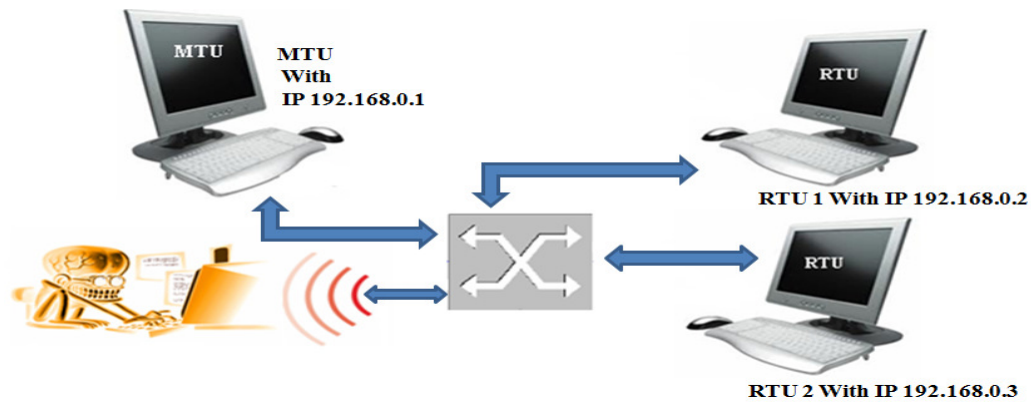 MTU
MTU
With
IP 192.168.0.1
RTU
RTU 1 With IP 192.168.0.2
RTU
RTU 2 With IP 192.168.0.3